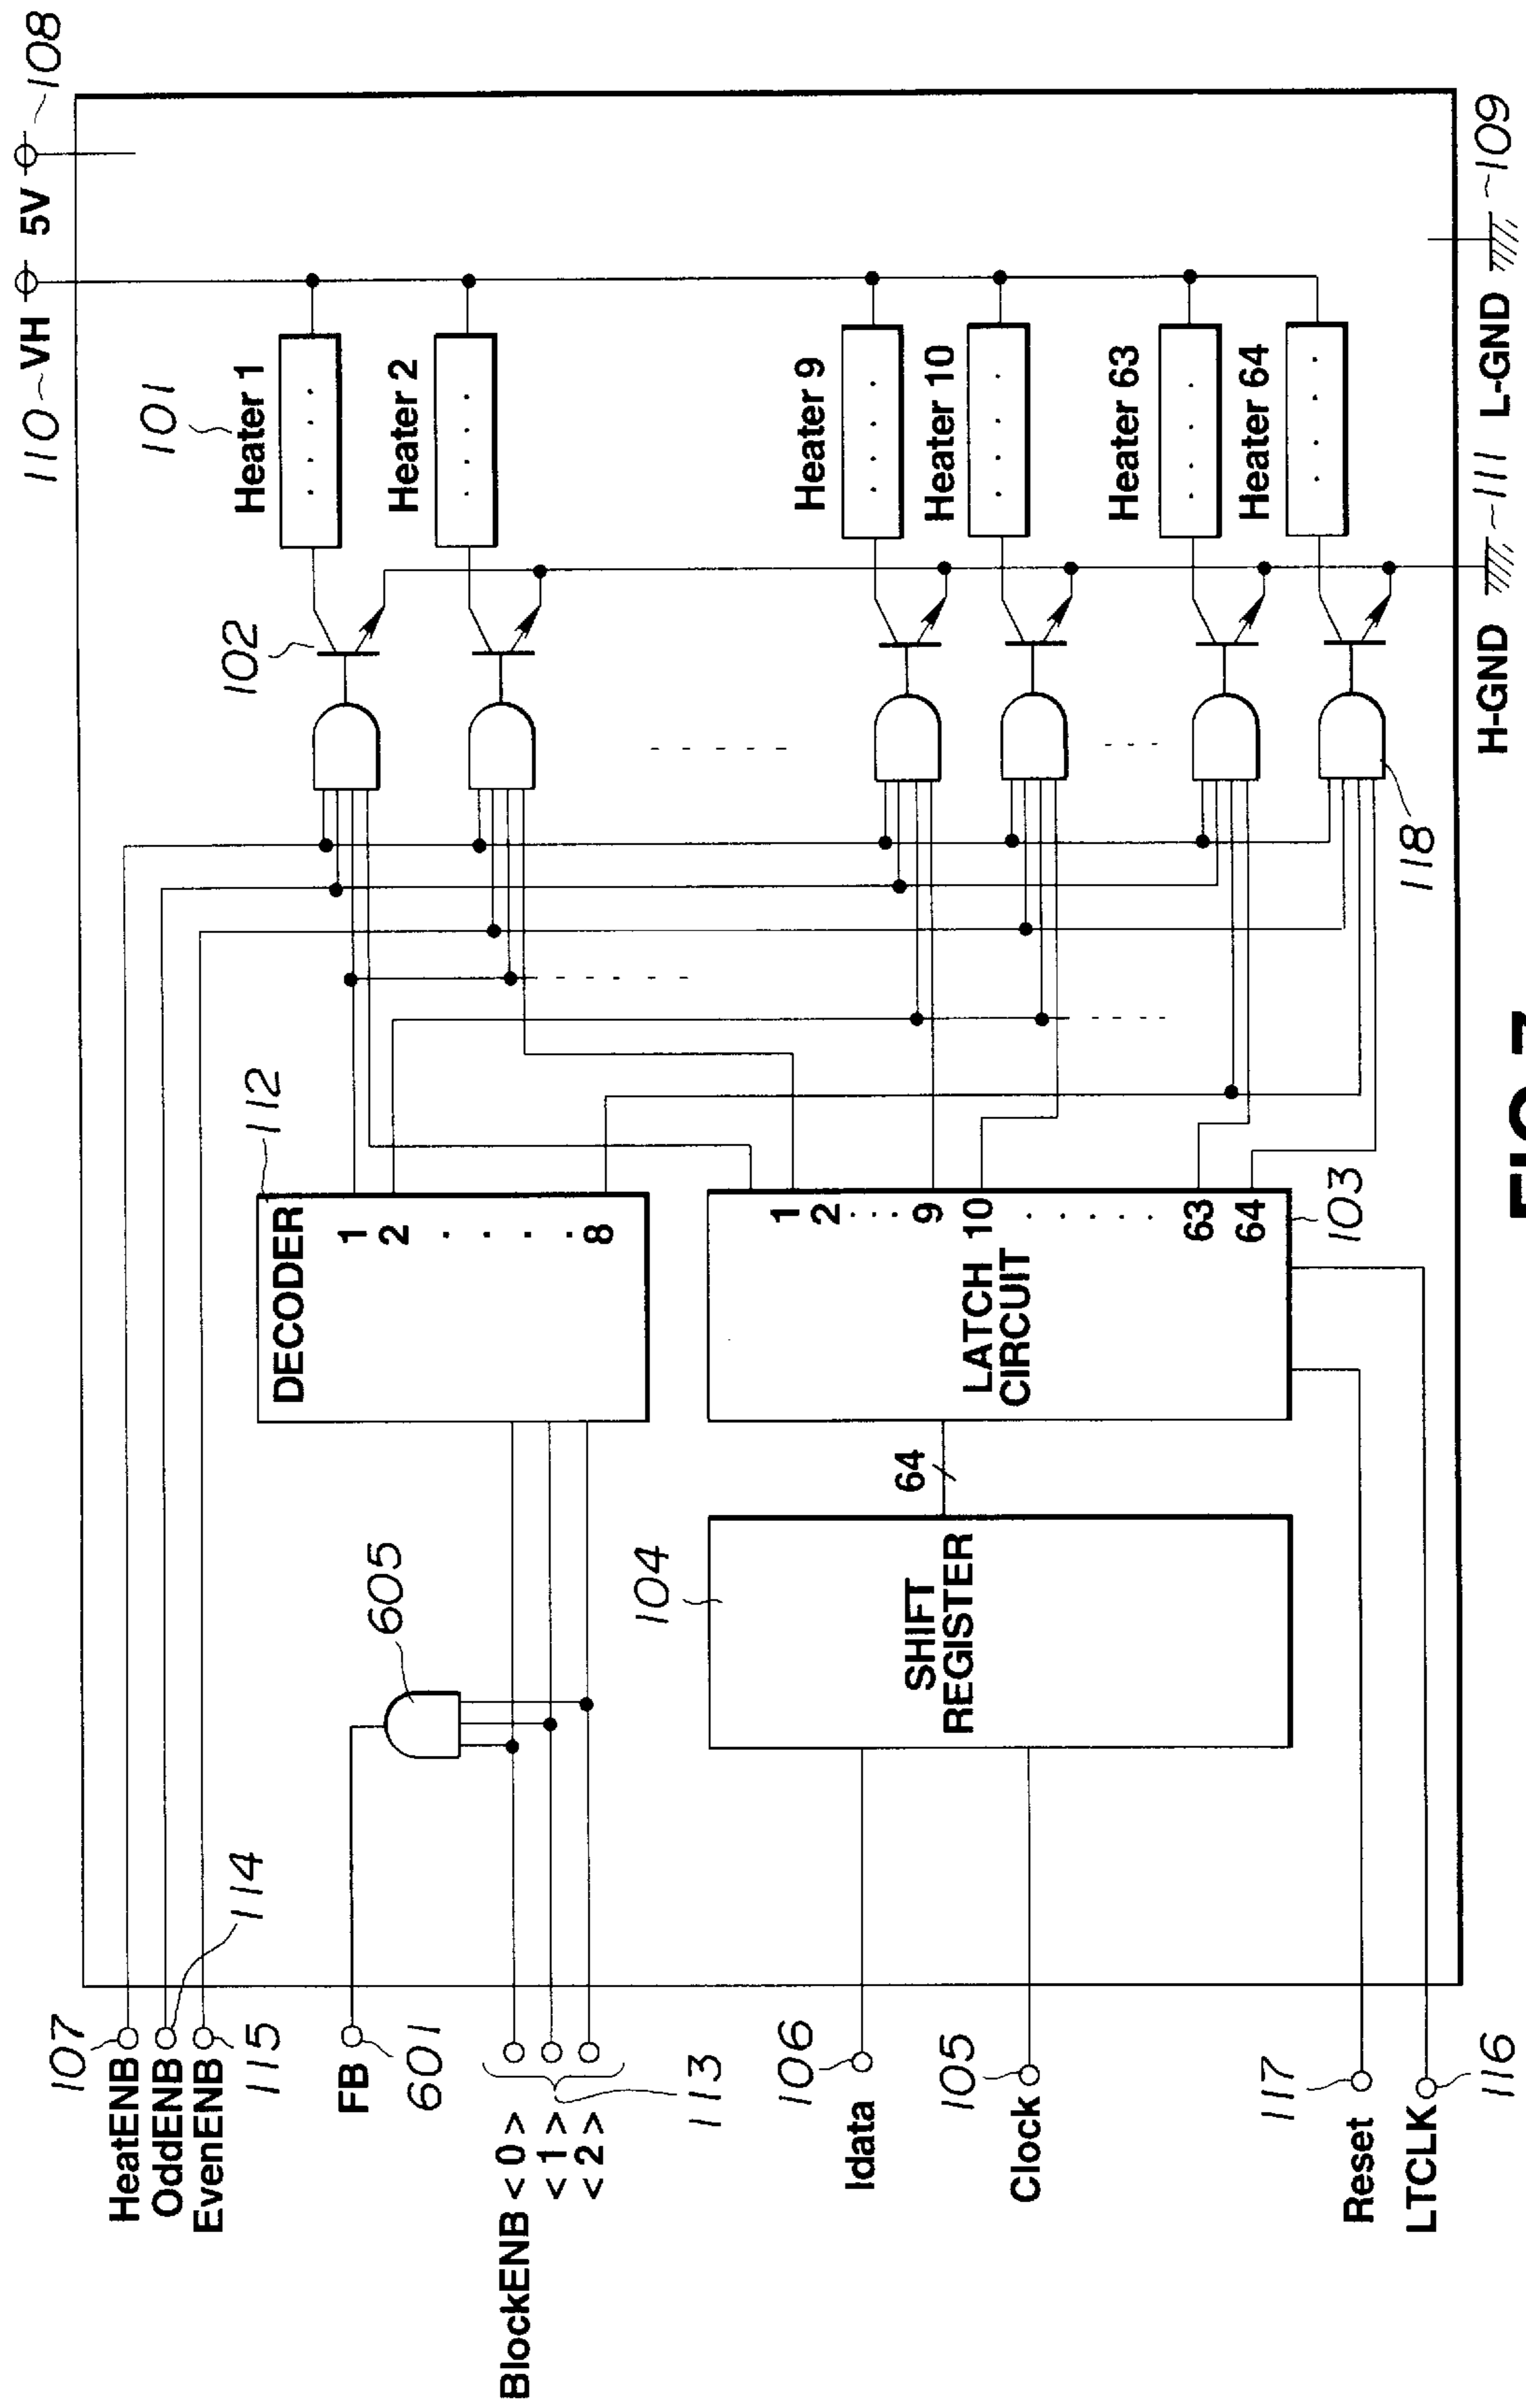 108
5V
110
VH
101
Heater 1
Heater 2
Heater 9
Heater 10
Heater 63
Heater 64
109
L-GND
111
H-GND
102
118
112
DECODER
1
2
8
1
2
9
10
63
64
LATCH
CIRCUIT
103
64
104
SHIFT
REGISTER
605
107
HeatENB
OddENB
114
EvenENB
115
FB
601
BlockENB < 0 >
< 1 >
< 2 >
113
106
Idata
105
Clock
117
Reset
LTCLK
116